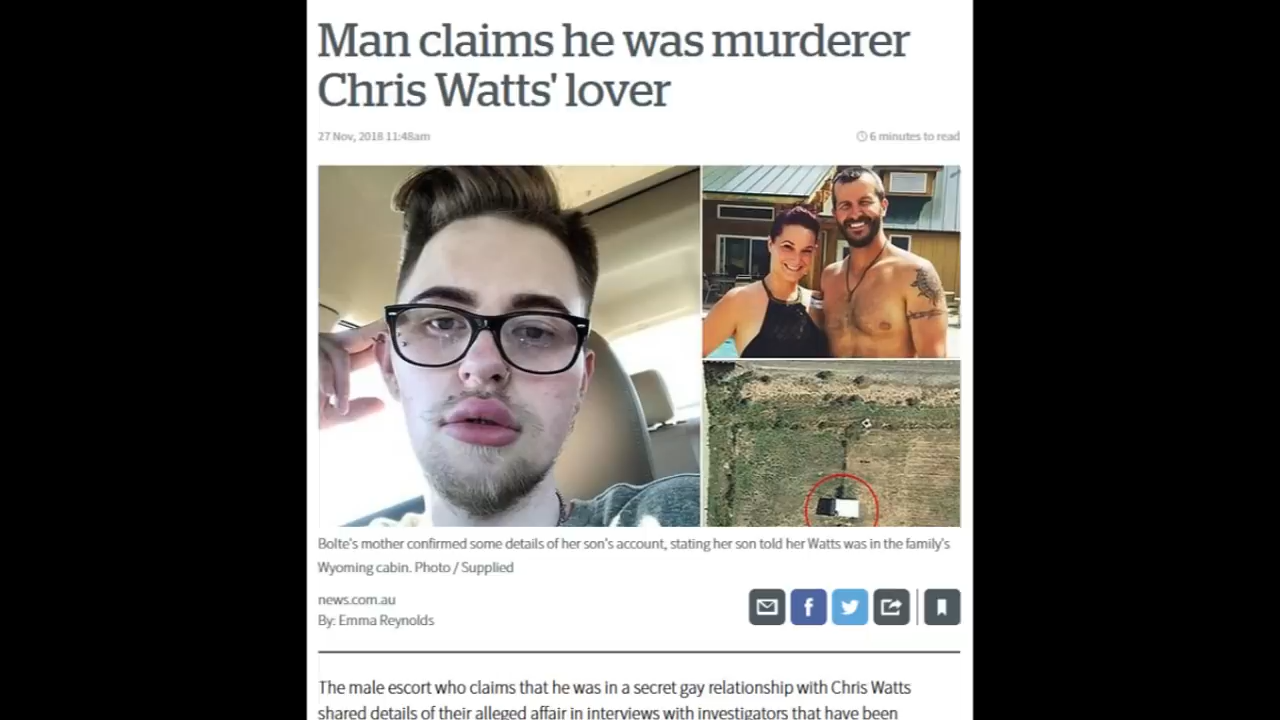 Man claims he was murderer
Chris Watts' lover
27 Nov, 2018 11:48am
6 minutes to read
Bolte's mother confirmed some details of her son's account, stating her son told her Watts was in the family's
Wyoming cabin. Photo / Supplied
news.com.au
By: Emma Reynolds
The male escort who claims that he was in a secret gay relationship with Chris Watts
shared details of their alleged affair in interviews with investigators that have been